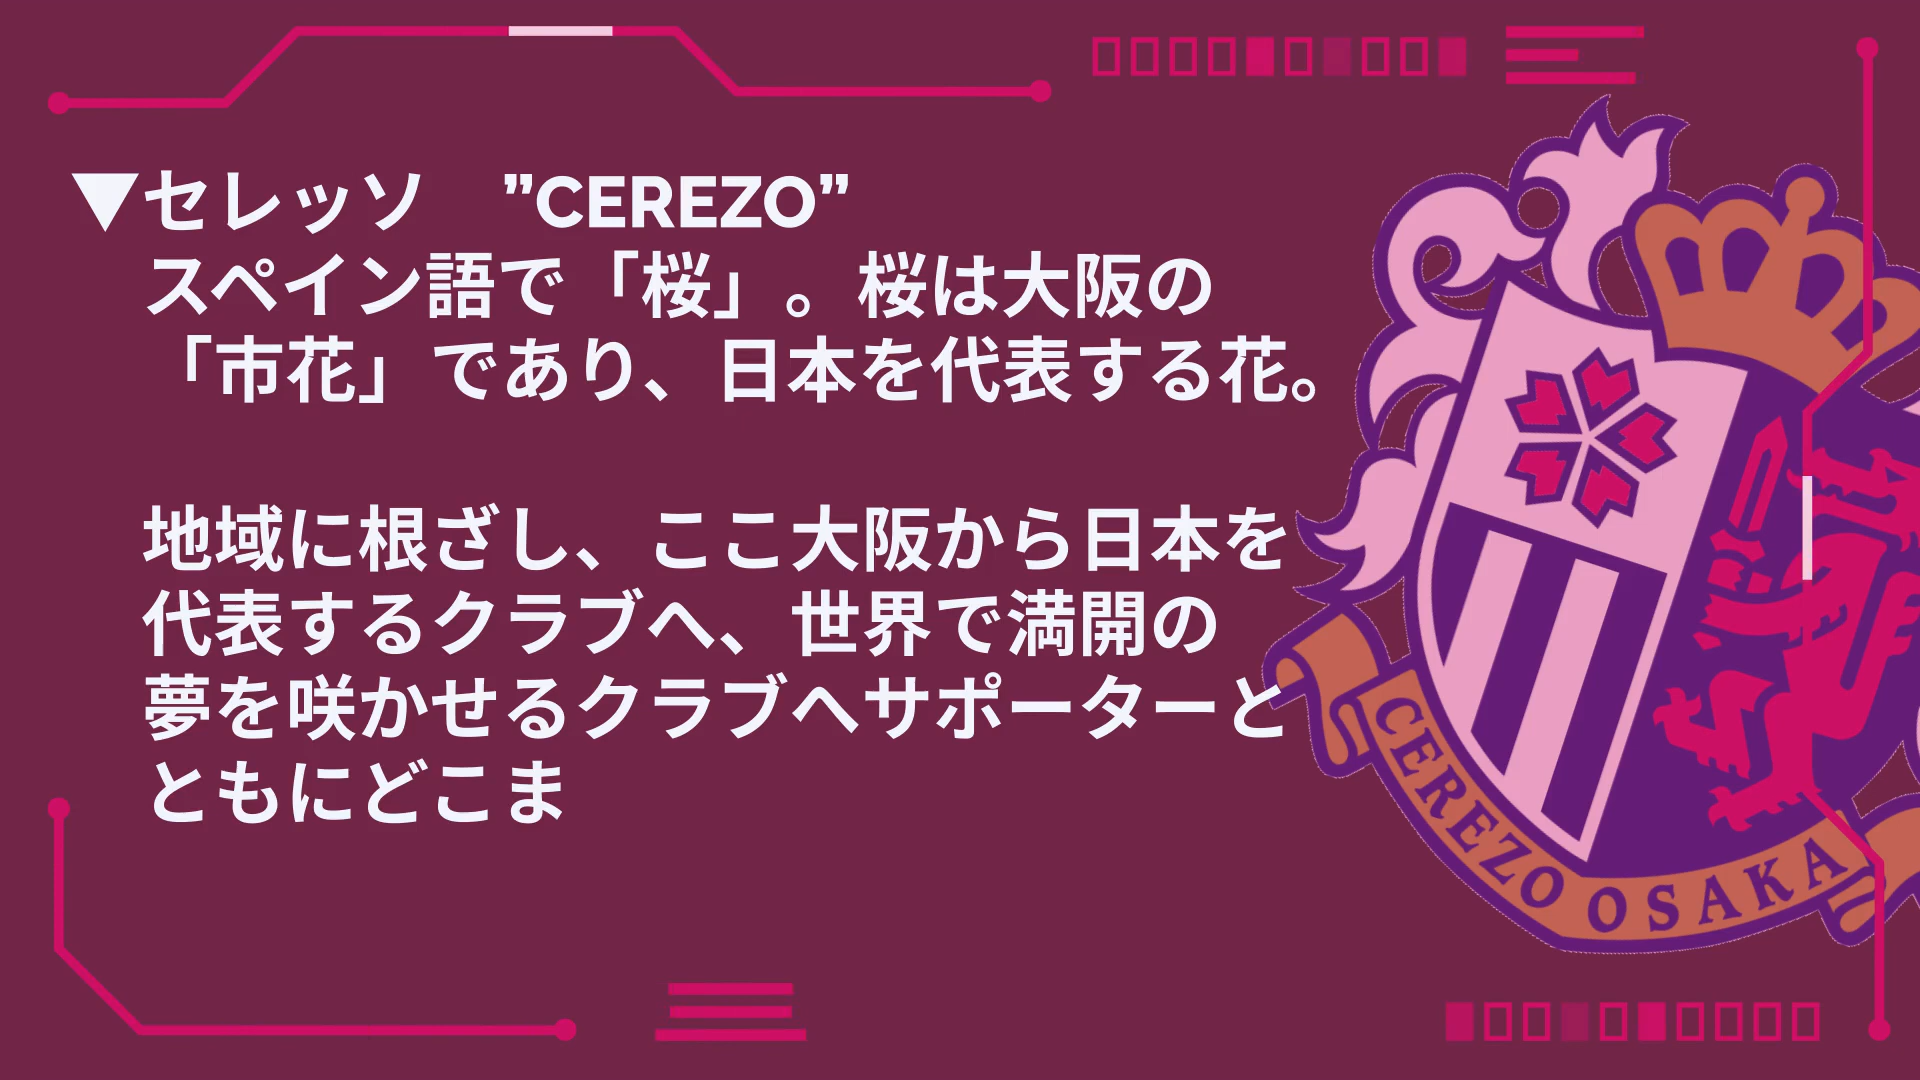 ▼セレッソ　”CEREZO”
スペイン語で「桜」。桜は大阪の
「市花」であり、日本を代表する花。
地域に根ざし、ここ大阪から日本を
代表するクラブへ、世界で満開の
夢を咲かせるクラブへサポーターと
ともにどこま
CEREZO OSAKA